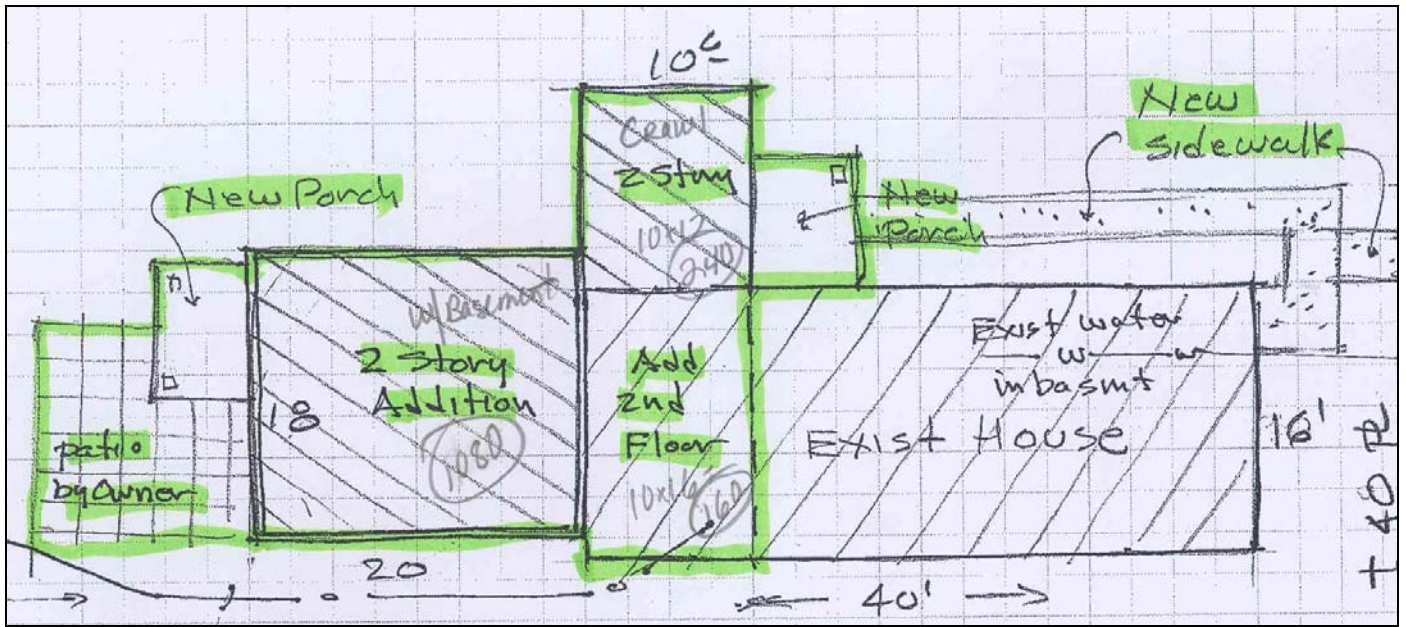 10'
New
sidewalk
Crawl
2 Story
10x12
240
New Porch
New
Porch
w/ Basement
2 Story
Addition
1080
18
Add
2nd
Floor
10x16
160
Exist water
w w
in basmt
Exist House
16'
patio
by owner
20
40'